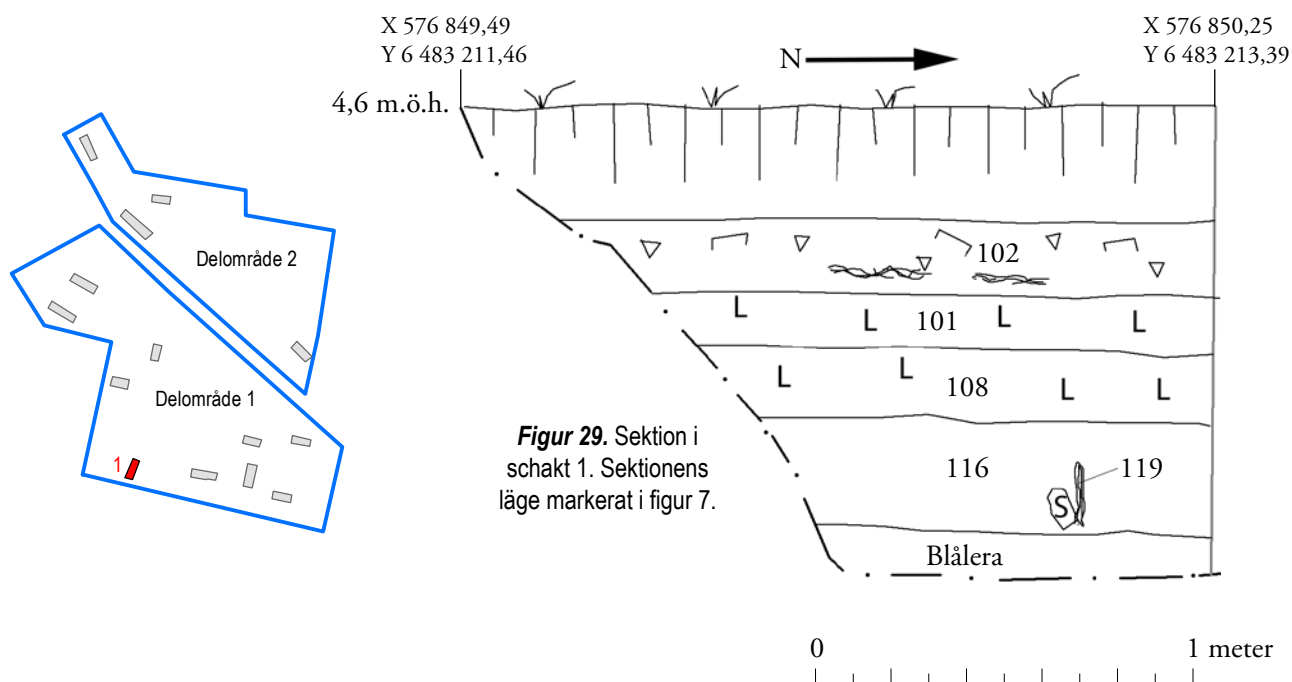 X 576 849,49
Y 6 483 211,46
X 576 850,25
Y 6 483 213,39
N
4,6 m.ö.h.
Delområde 2
Delområde 1
1
102
L L L L
101
L L L L
108
116
119
S
Blålera
Figur 29. Sektion i
schakt 1. Sektionens
läge markerat i figur 7.
0
1 meter